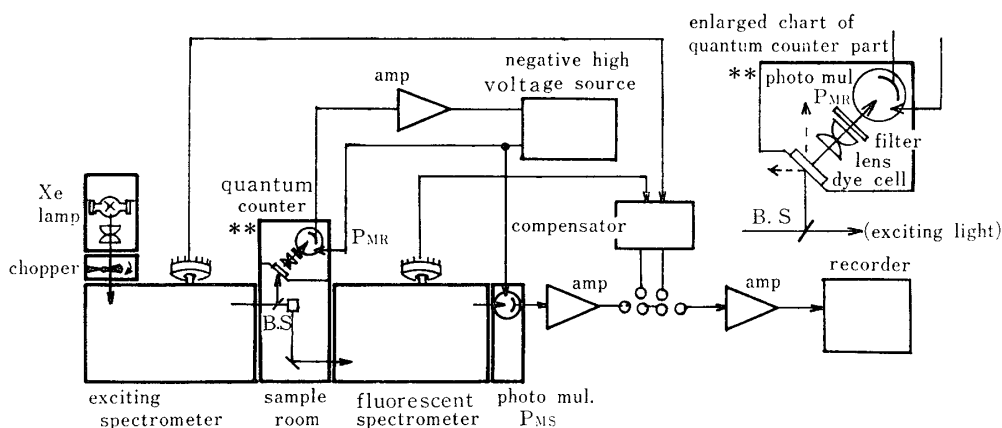 enlarged chart of
quantum counter part
** photo mul
PMR
filter
lens
dye cell
B. S
(exciting light)
negative high
voltage source
amp
Xe
lamp
quantum
counter
**
PMR
compensator
chopper
amp
amp
recorder
B.S
exciting
spectrometer
sample
room
fluorescent
spectrometer
photo mul.
PMS